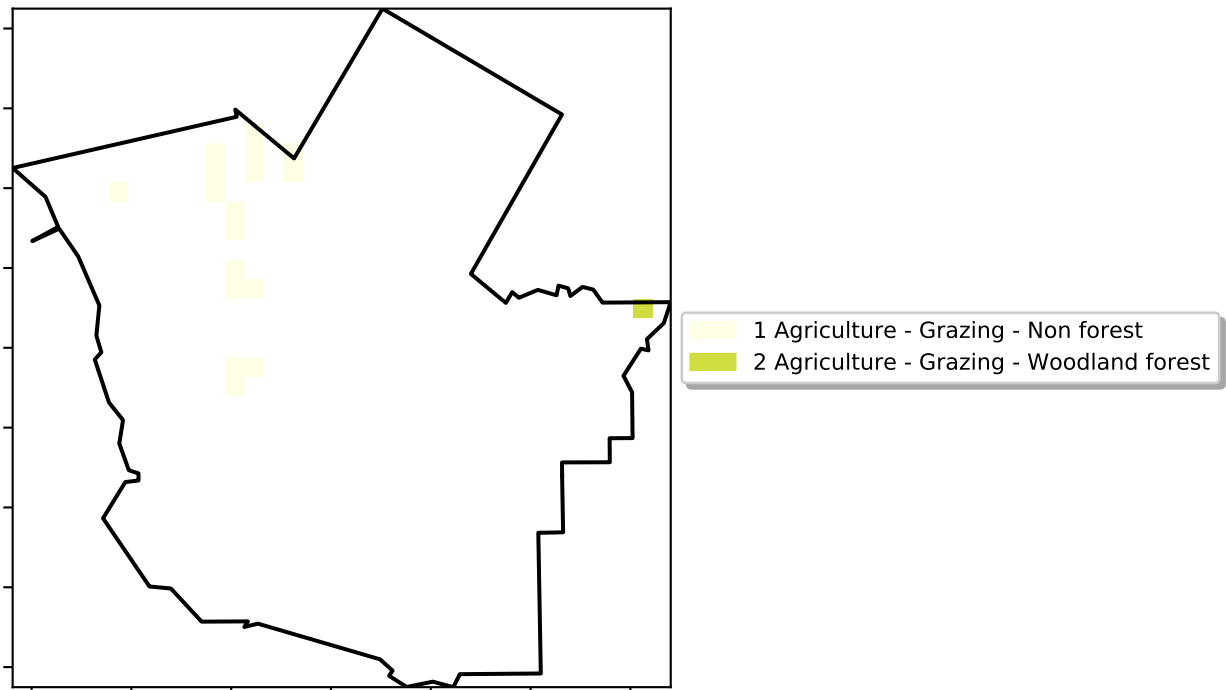 1 Agriculture - Grazing - Non forest
2 Agriculture - Grazing - Woodland forest